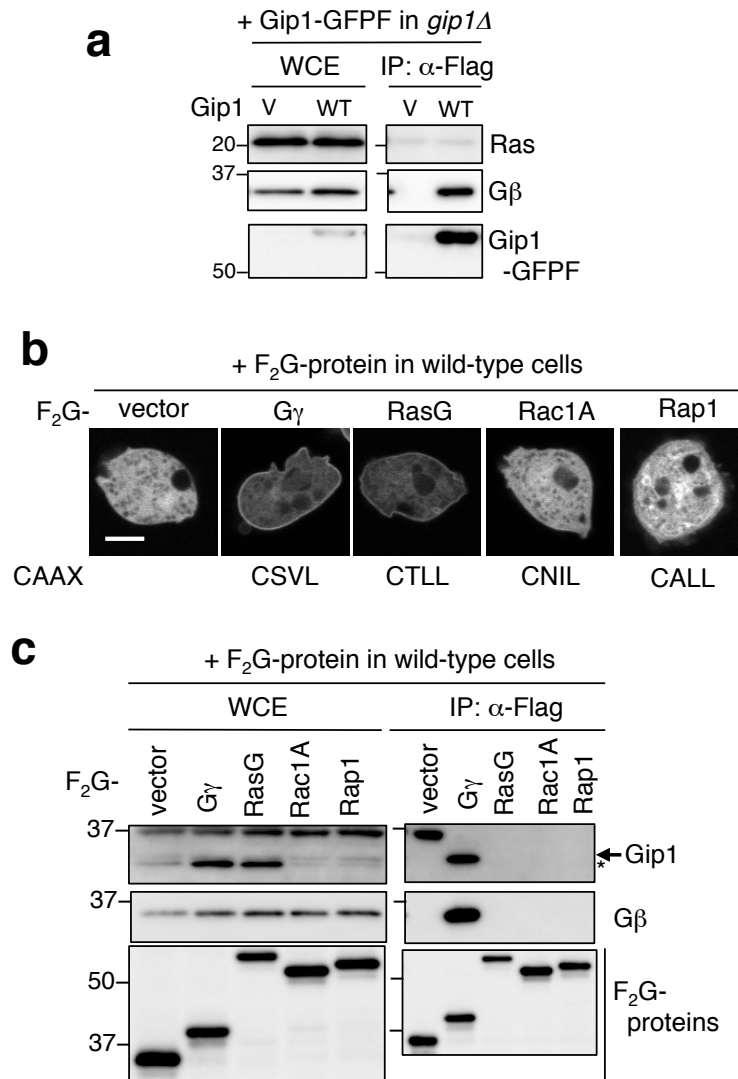 a
+ Gip1-GFPF in gip1Δ
WCE IP: α-Flag
Gip1 V WT V WT
20 Ras
37
Gβ
Gip1
-GFPF
50
b
+ F₂G-protein in wild-type cells
F₂G- vector Gγ RasG Rac1A Rap1
CAAX CSVL CTLL CNIL CALL
c
+ F₂G-protein in wild-type cells
WCE IP: α-Flag
F₂G- vector Gγ RasG Rac1A Rap1 vector Gγ RasG Rac1A Rap1
37
Gip1
*
37
Gβ
50
F₂G-
proteins
37